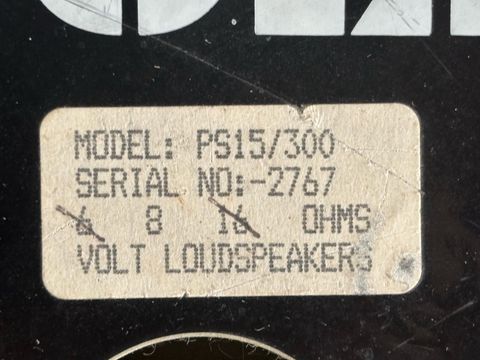 MODEL: PS15/300
SERIAL NO:-2767
6 8 16 OHMS
VOLT LOUDSPEAKERS